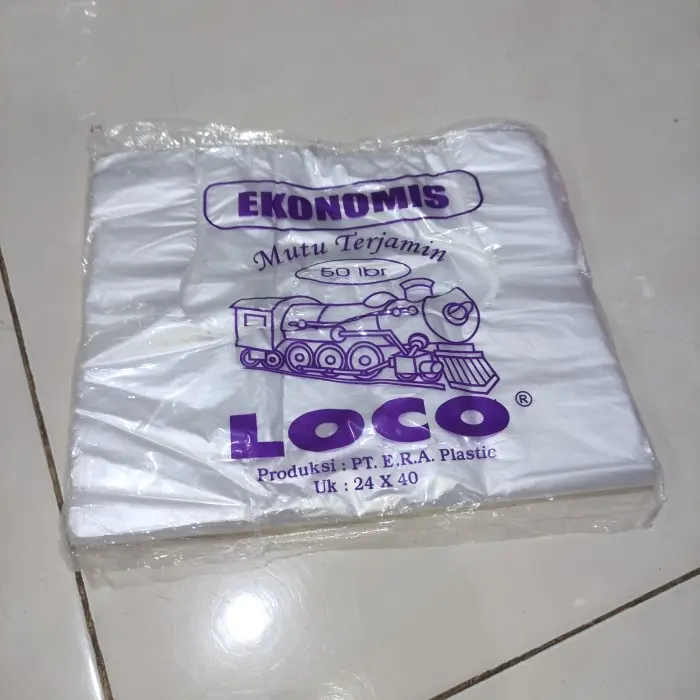 EKONOMIS
Mutu Terjamin
50 lbr
LOCO ®
Produksi : PT. E.R.A. Plastic
Uk : 24 X 40